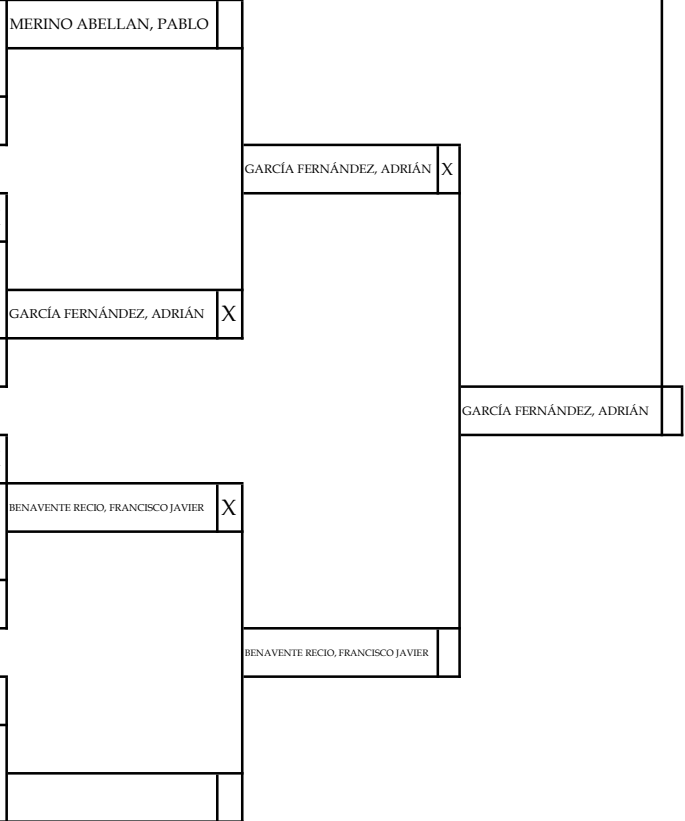 MERINO ABELLAN, PABLO
GARCÍA FERNÁNDEZ, ADRIÁN X
GARCÍA FERNÁNDEZ, ADRIÁN X
GARCÍA FERNÁNDEZ, ADRIÁN
BENAVENTE RECIO, FRANCISCO JAVIER X
BENAVENTE RECIO, FRANCISCO JAVIER